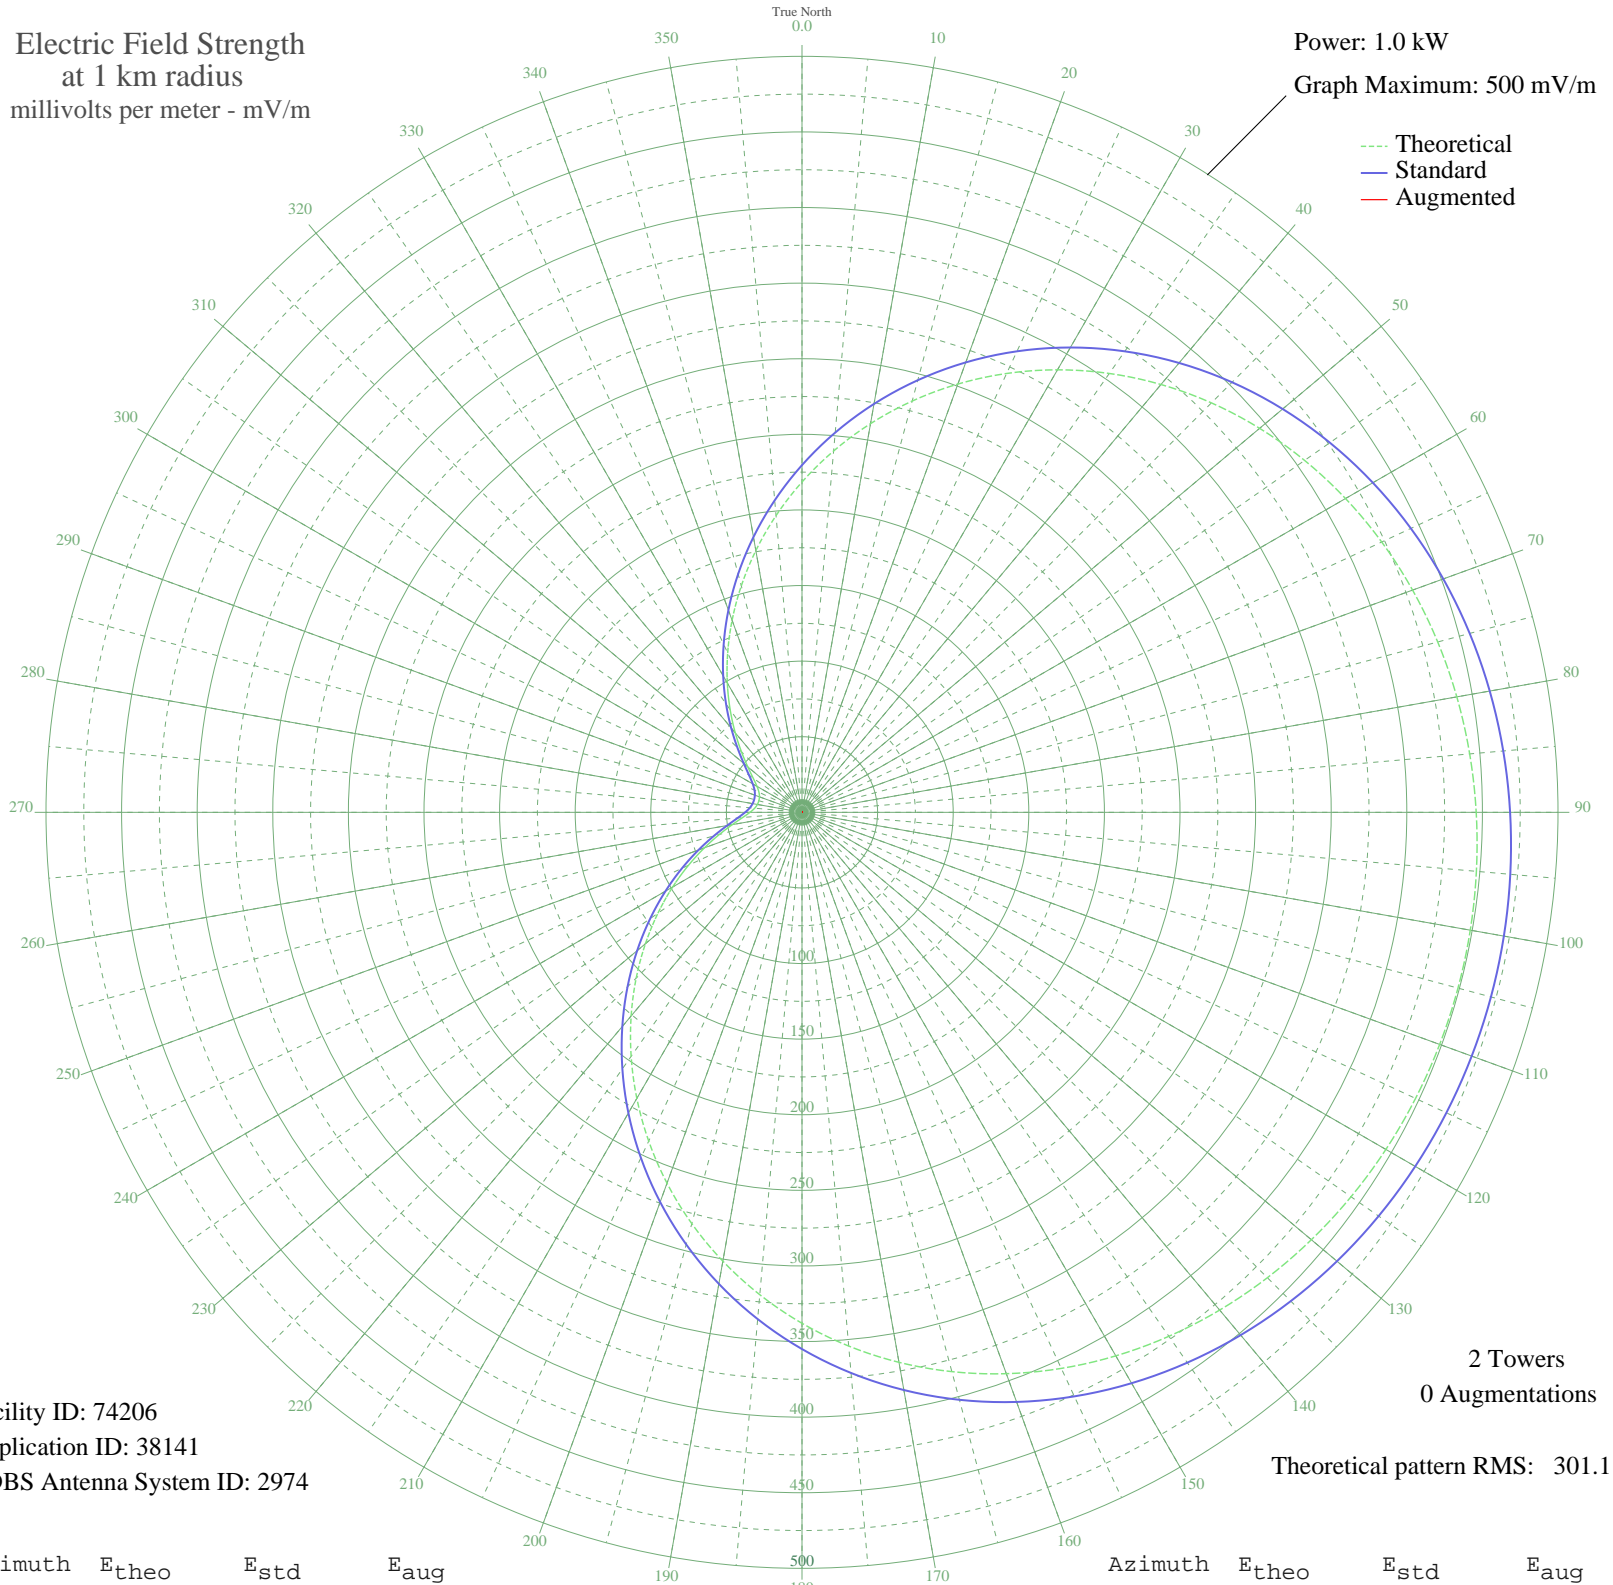 Electric Field Strength
at 1 km radius
millivolts per meter - mV/m
True North
0.0
Power: 1.0 kW
Graph Maximum: 500 mV/m
Theoretical
Standard
Augmented
10
20
30
40
50
60
70
80
90
100
110
120
130
140
150
160
170
190
200
210
220
230
240
250
260
270
280
290
300
310
320
330
340
350
100
150
200
250
300
350
400
450
500
2 Towers
0 Augmentations
Theoretical pattern RMS: 301.1
cility ID: 74206
plication ID: 38141
DBS Antenna System ID: 2974
imuth Etheo Estd Eaug
Azimuth Etheo Estd Eaug